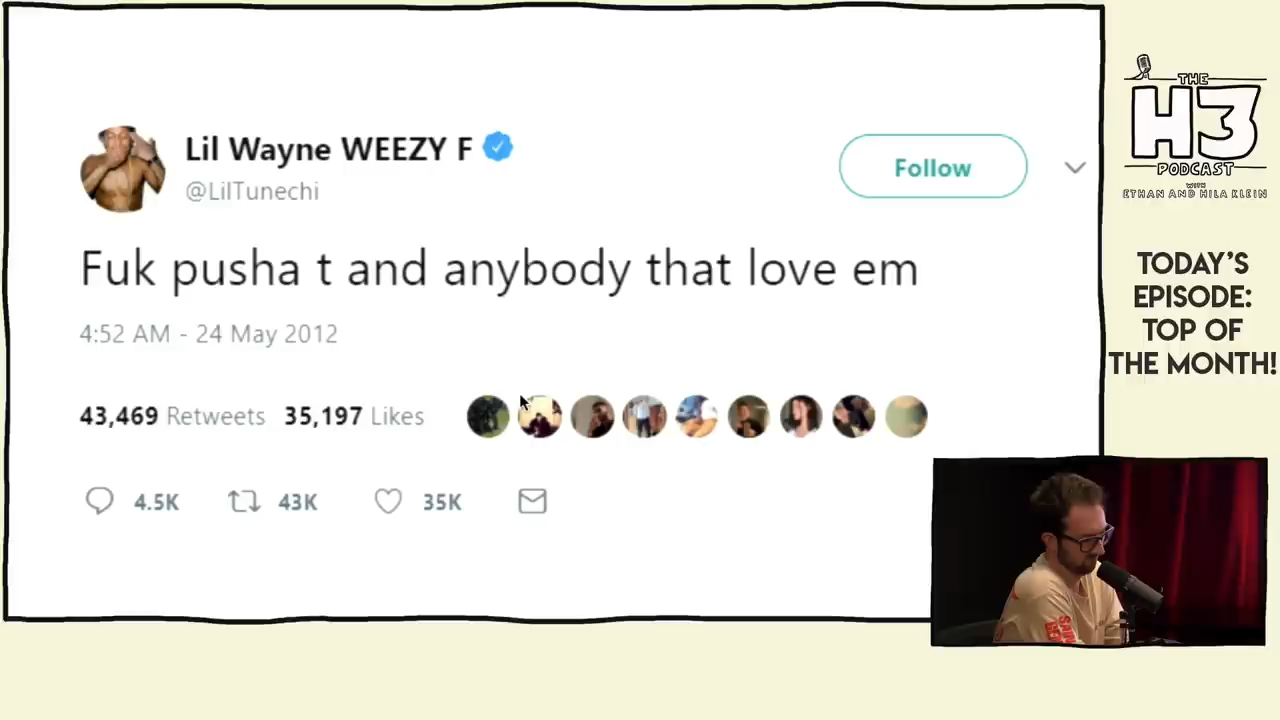 Lil Wayne WEEZY F
@LilTunechi
Follow
Fuk pusha t and anybody that love em
4:52 AM - 24 May 2012
43,469 Retweets 35,197 Likes
4.5K 43K 35K
THE
H3
PODCAST
WITH
ETHAN AND HILA KLEIN
TODAY'S
EPISODE:
TOP OF
THE MONTH!